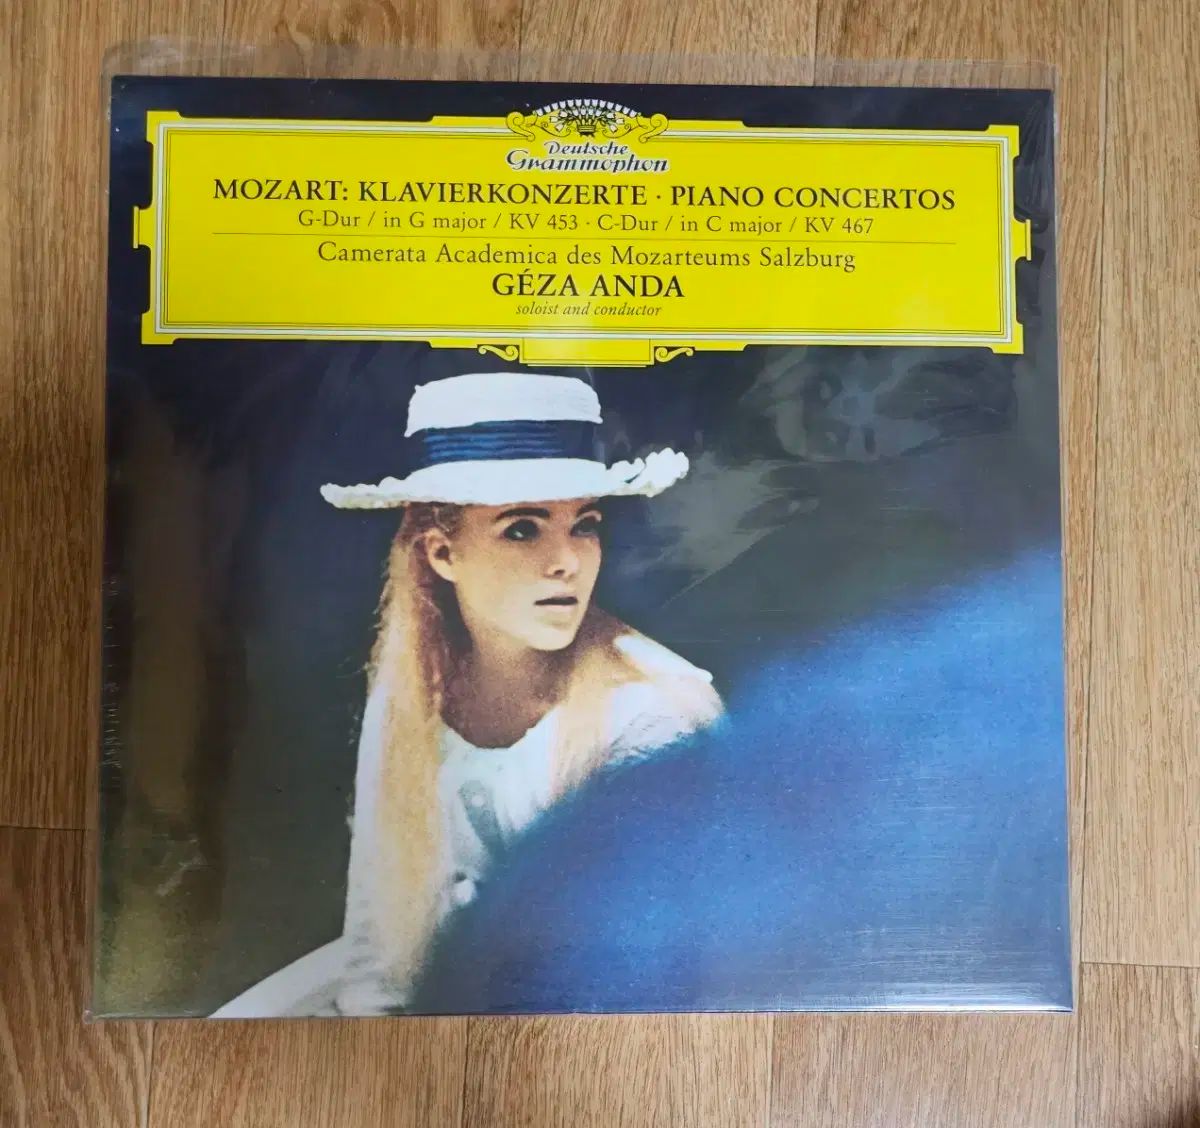 Deutsche
Grammophon
MOZART: KLAVIERKONZERTE · PIANO CONCERTOS
G-Dur / in G major / KV 453 · C-Dur / in C major / KV 467
Camerata Academica des Mozarteums Salzburg
GÉZA ANDA
soloist and conductor